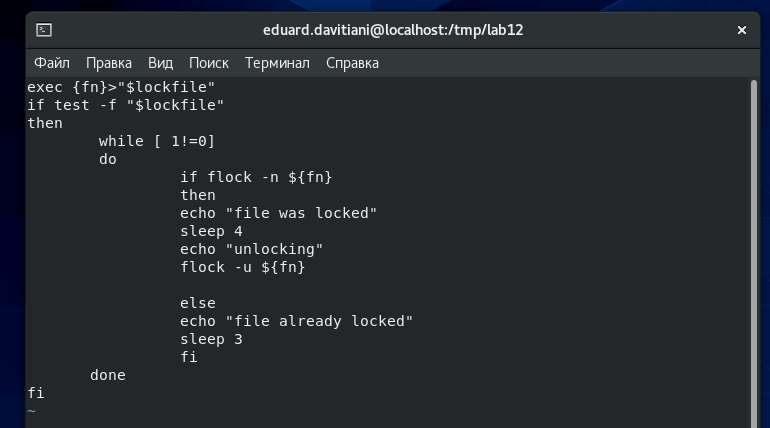 eduard.davitiani@localhost:/tmp/lab12
Файл Правка Вид Поиск Терминал Справка
exec {fn}>"$lockfile"
if test -f "$lockfile"
then
        while [ 1!=0]
        do
                 if flock -n ${fn}
                 then
                 echo "file was locked"
                 sleep 4
                 echo "unlocking"
                 flock -u ${fn}

                 else
                 echo "file already locked"
                 sleep 3
                 fi
       done
fi
~